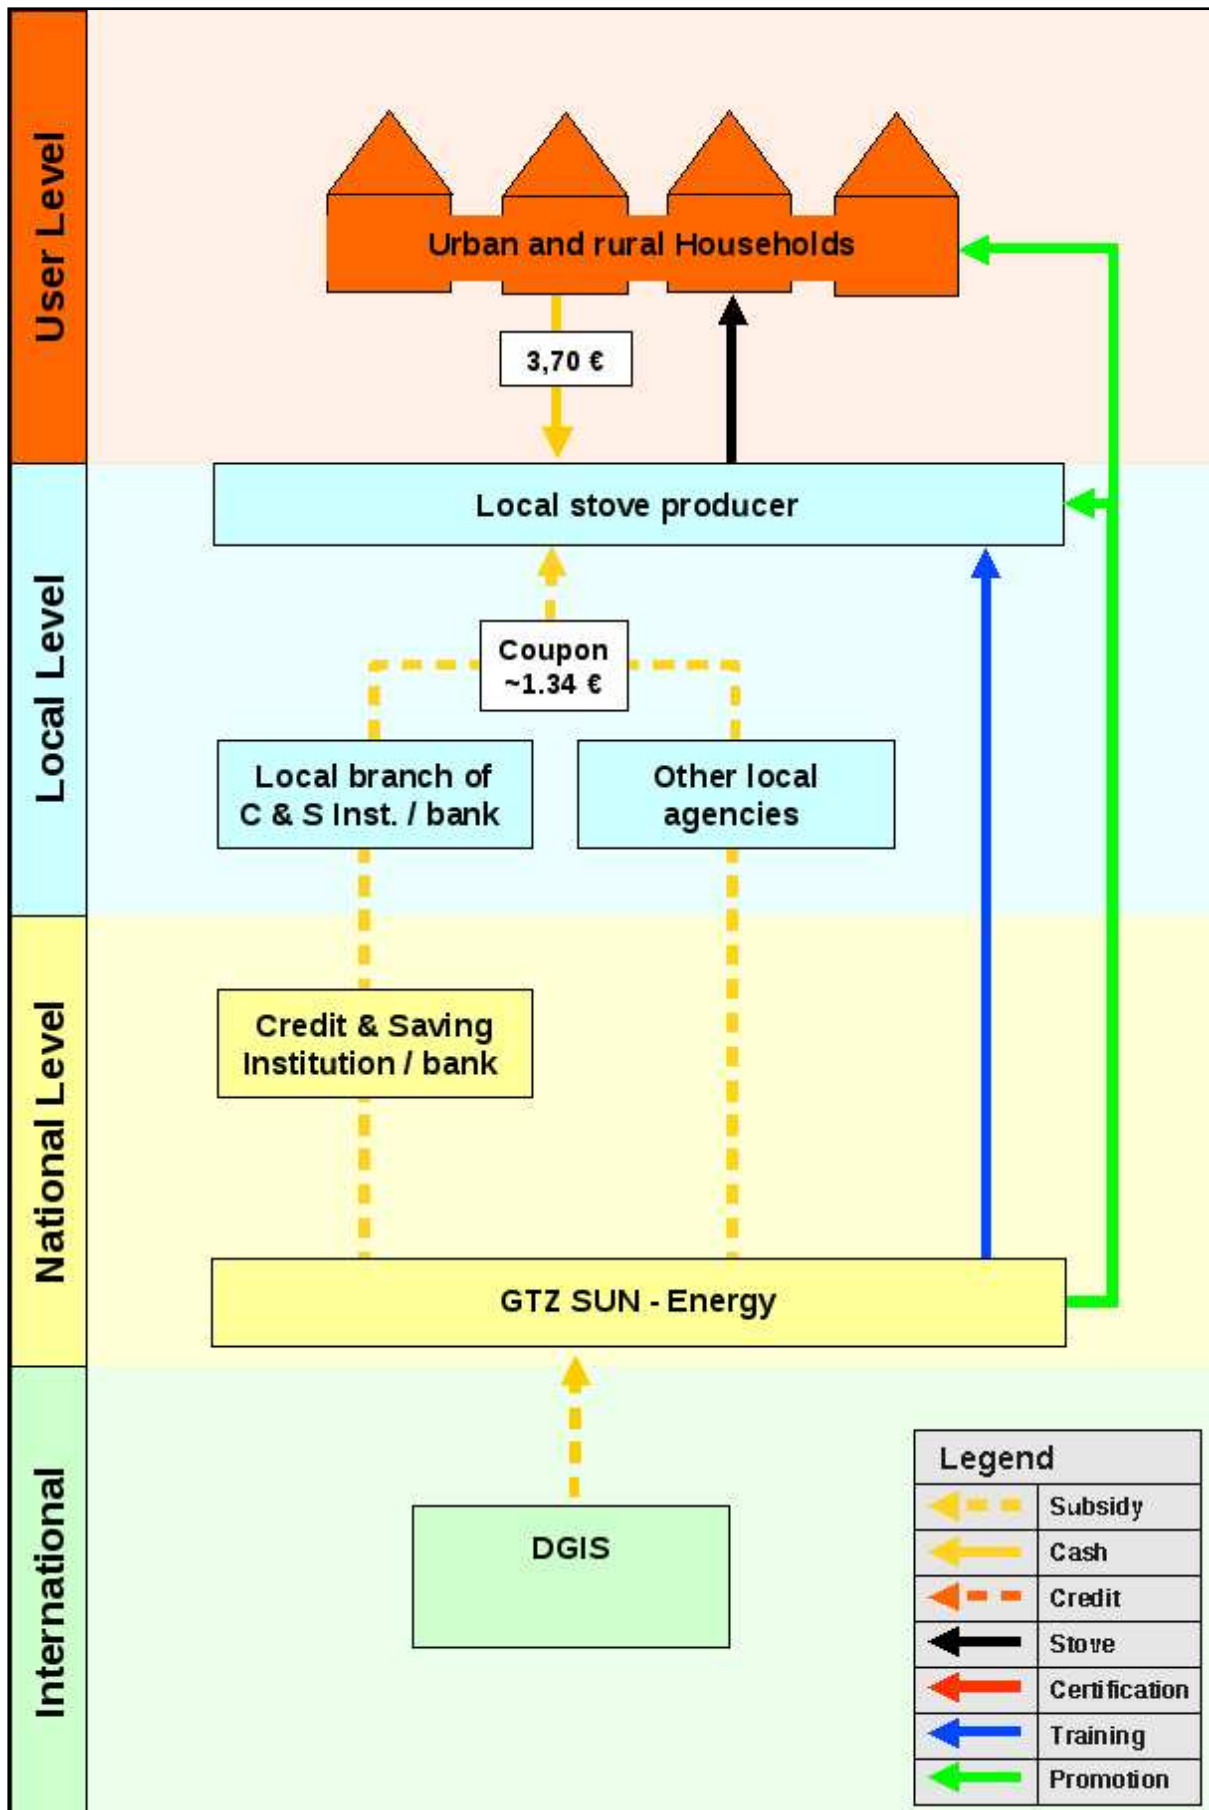 User Level
Urban and rural Households
3,70 €
Local Level
Local stove producer
Coupon
~1.34 €
Local branch of
C & S Inst. / bank
Other local
agencies
National Level
Credit & Saving
Institution / bank
GTZ SUN - Energy
International
DGIS
Legend
Subsidy
Cash
Credit
Stove
Certification
Training
Promotion